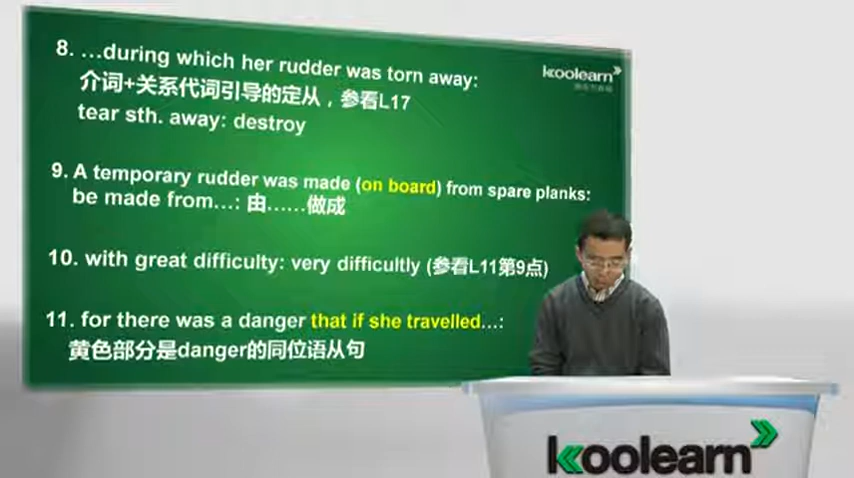 8. ...during which her rudder was torn away:
介词+关系代词引导的定从，参看L17
tear sth. away: destroy
koolearn
9. A temporary rudder was made (on board) from spare planks:
be made from...: 由……做成
10. with great difficulty: very difficultly (参看L11第9点)
11. for there was a danger that if she travelled...:
黄色部分是danger的同位语从句
koolearn